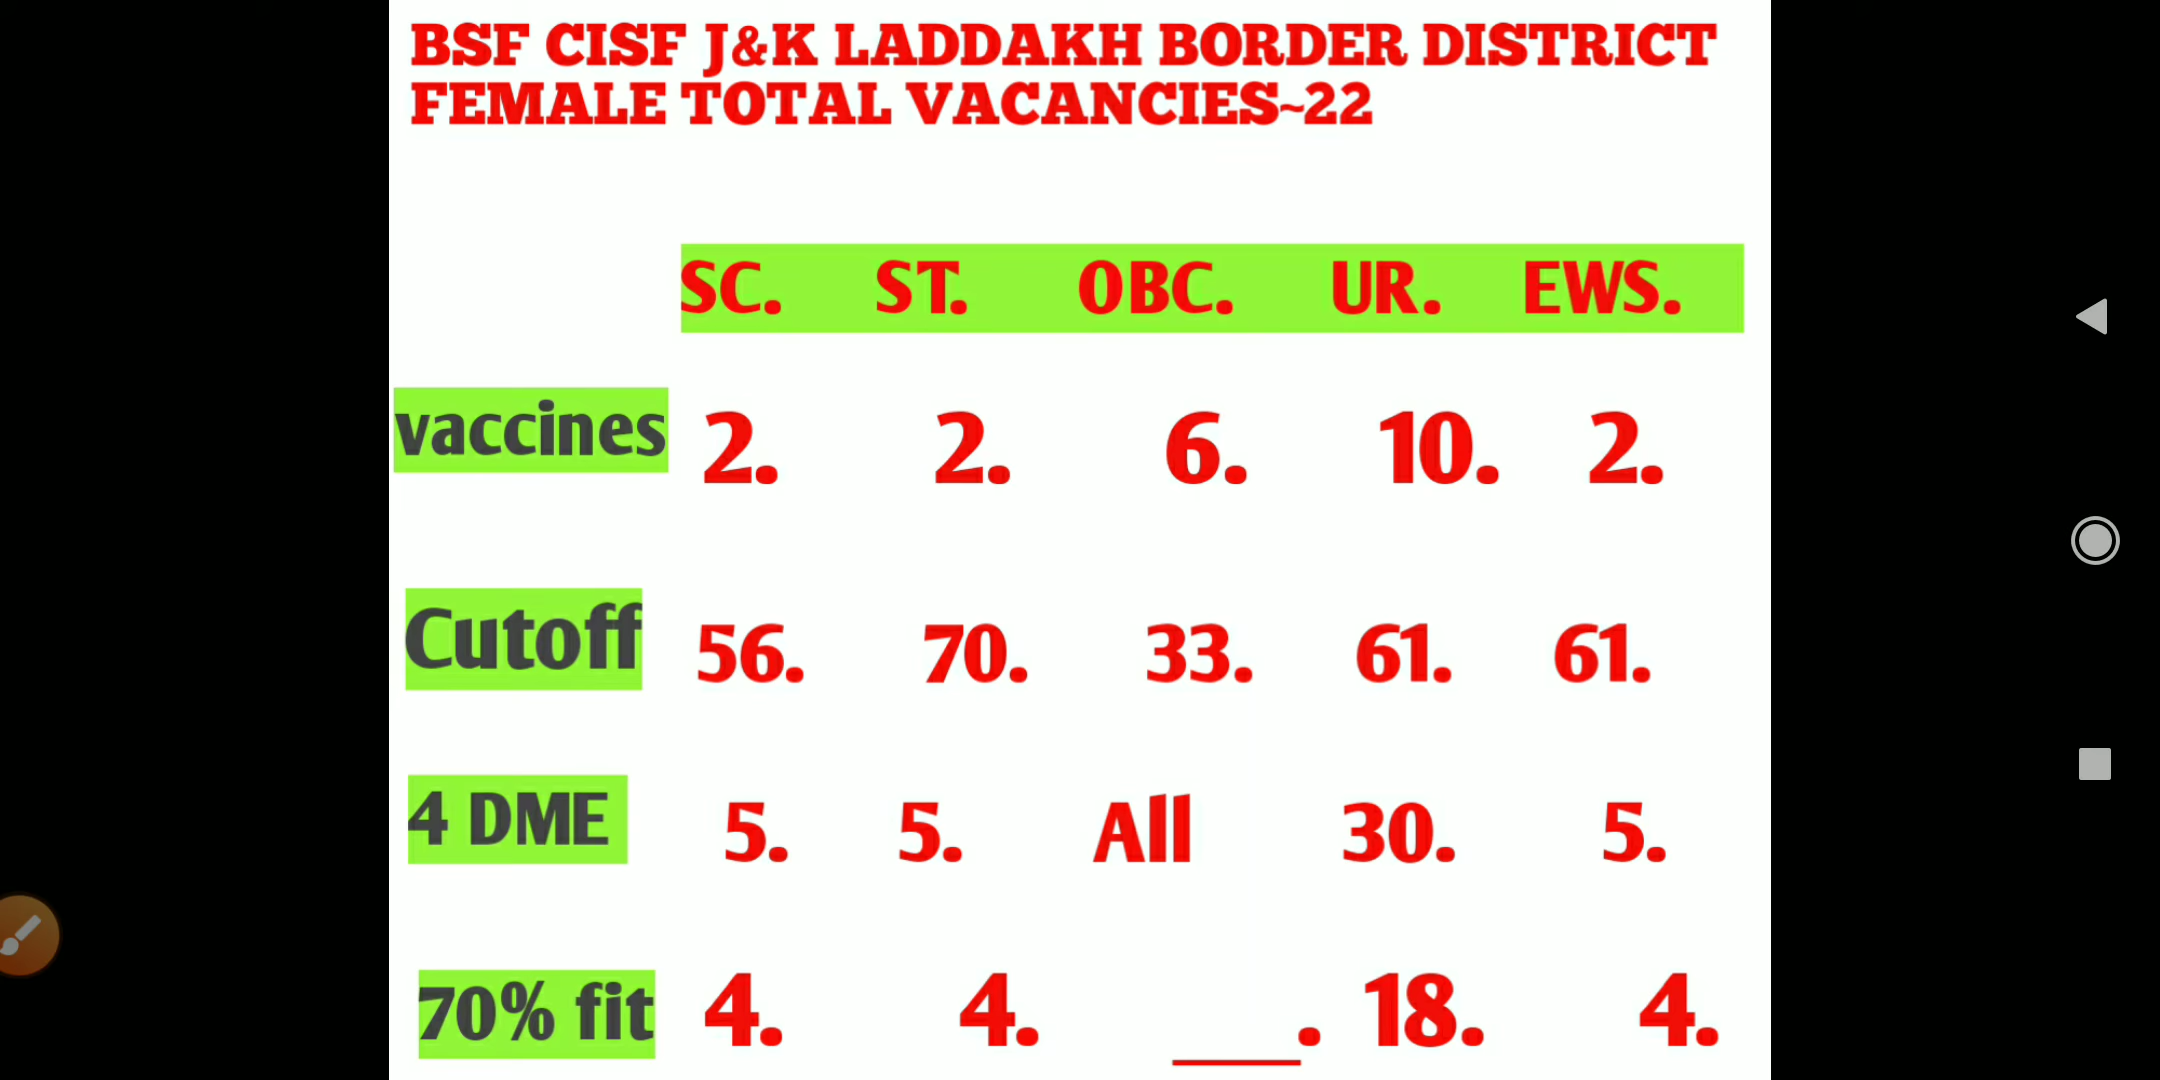 BSF CISF J&K LADDAKH BORDER DISTRICT
FEMALE TOTAL VACANCIES~22
SC. ST. OBC. UR. EWS.
vaccines 2. 2. 6. 10. 2.
Cutoff 56. 70. 33. 61. 61.
4 DME 5. 5. All 30. 5.
70% fit 4. 4. ___. 18. 4.